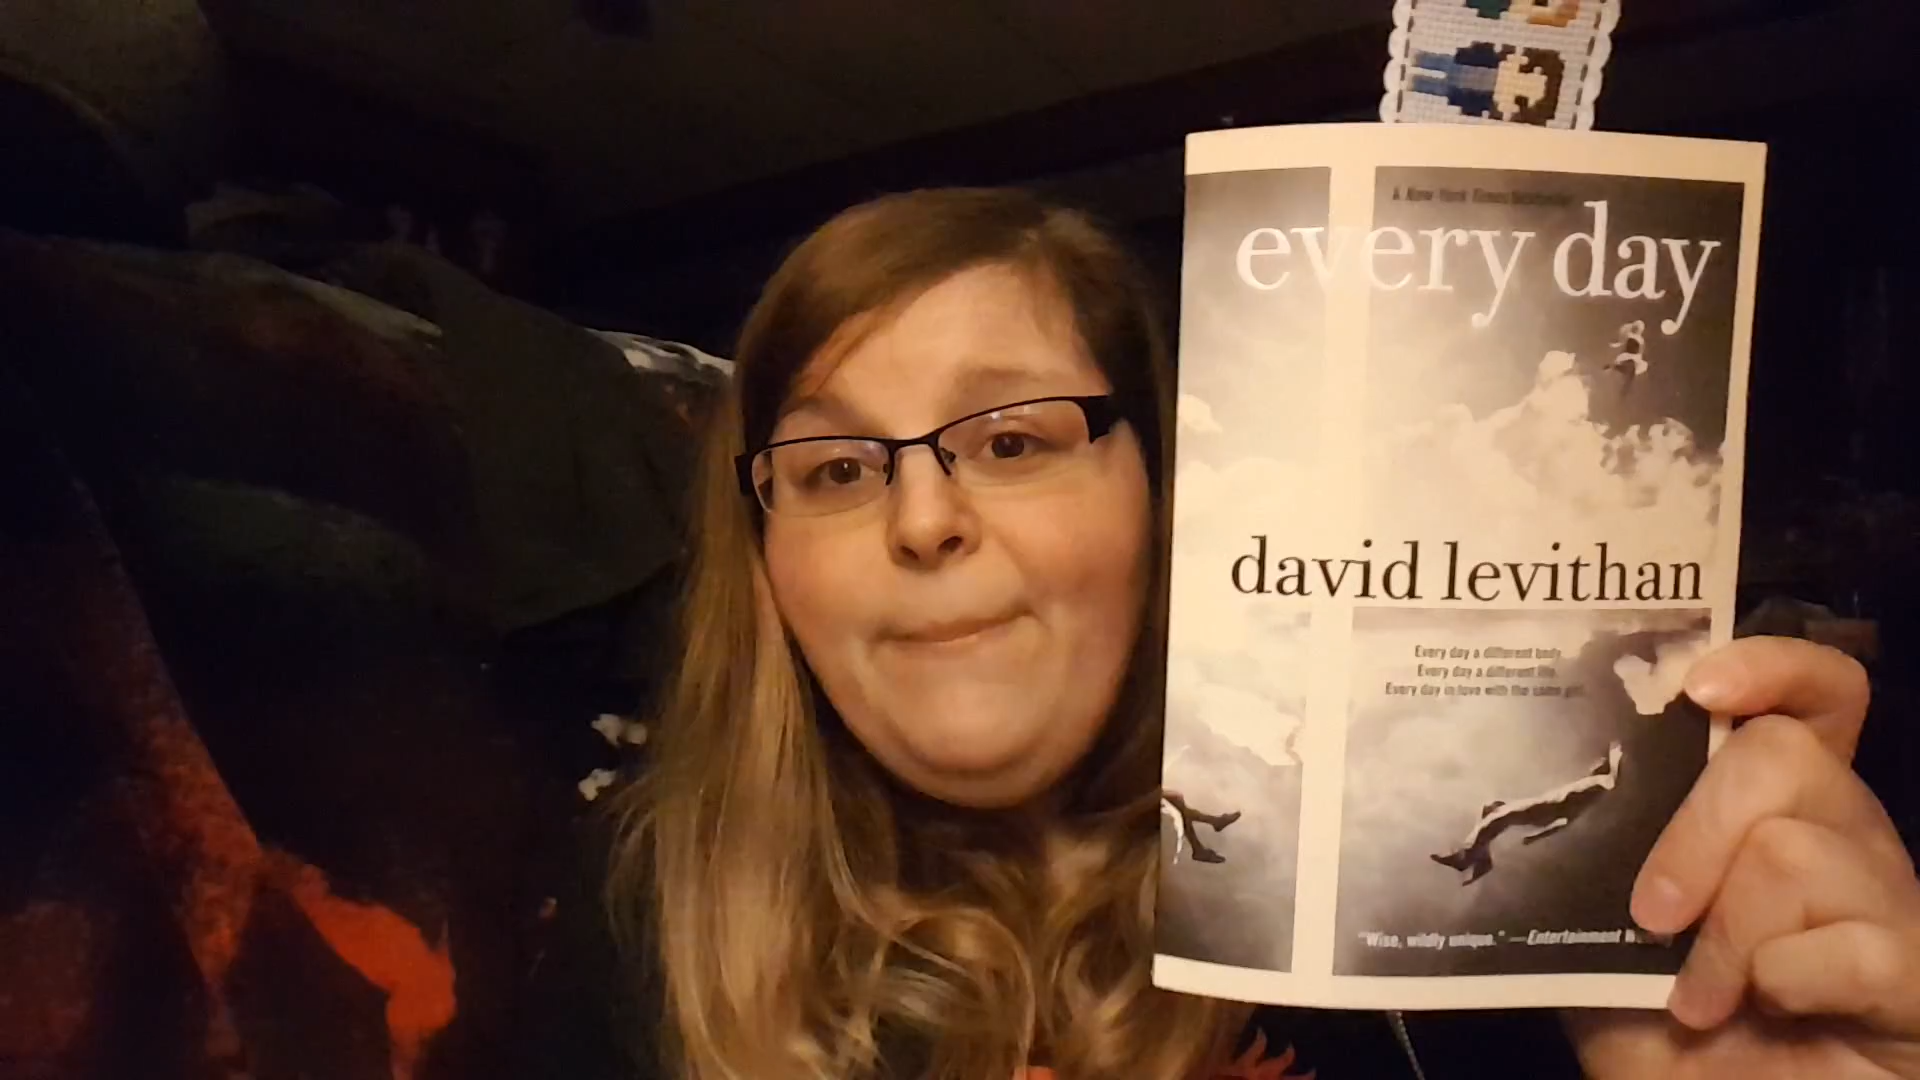 A New York Times Bestseller
every day
david levithan
Every day a different body.
Every day a different life.
Every day in love with the same girl.
"Wise, wildly unique." —Entertainment